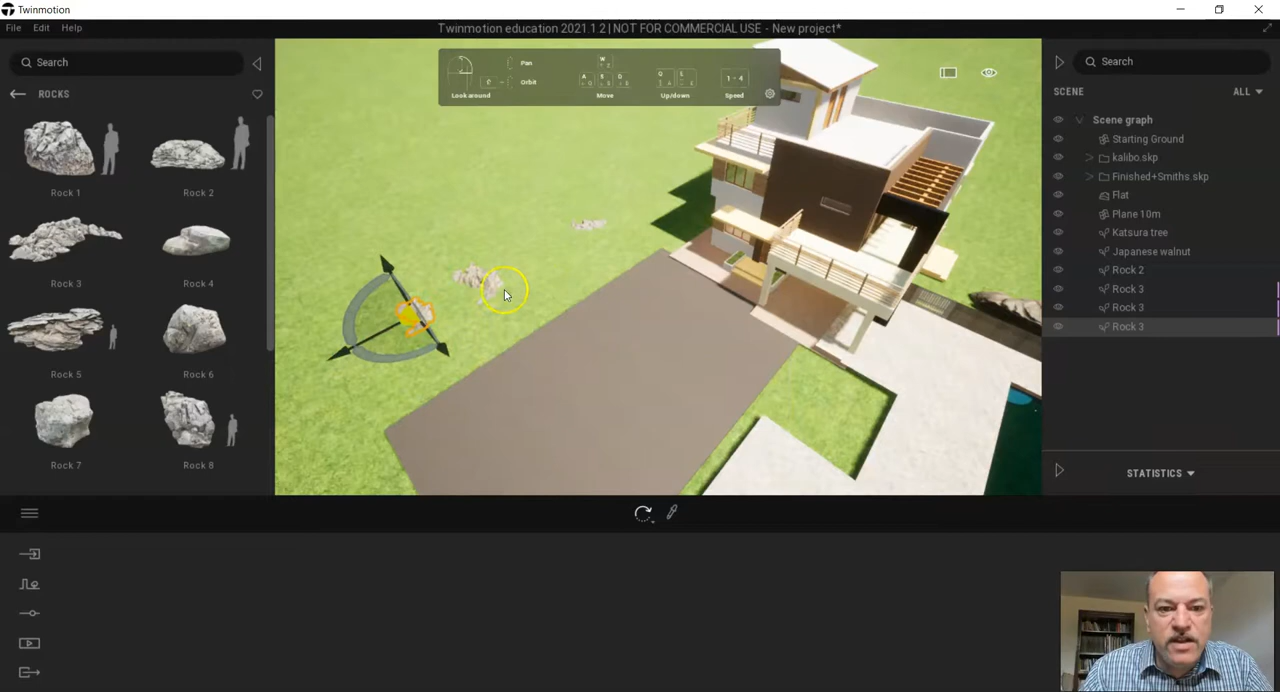 Twinmotion
File Edit Help
Twinmotion education 2021.1.2 | NOT FOR COMMERCIAL USE - New project*
Search
ROCKS
Rock 1
Rock 2
Rock 3
Rock 4
Rock 5
Rock 6
Rock 7
Rock 8
Look around
Pan
Orbit
W
A S D
Move
Q
Up/down
1 - 4
Speed
Search
SCENE
ALL
Scene graph
Starting Ground
kalibo.skp
Finished+Smiths.skp
Flat
Plane 10m
Katsura tree
Japanese walnut
Rock 2
Rock 3
Rock 3
Rock 3
STATISTICS